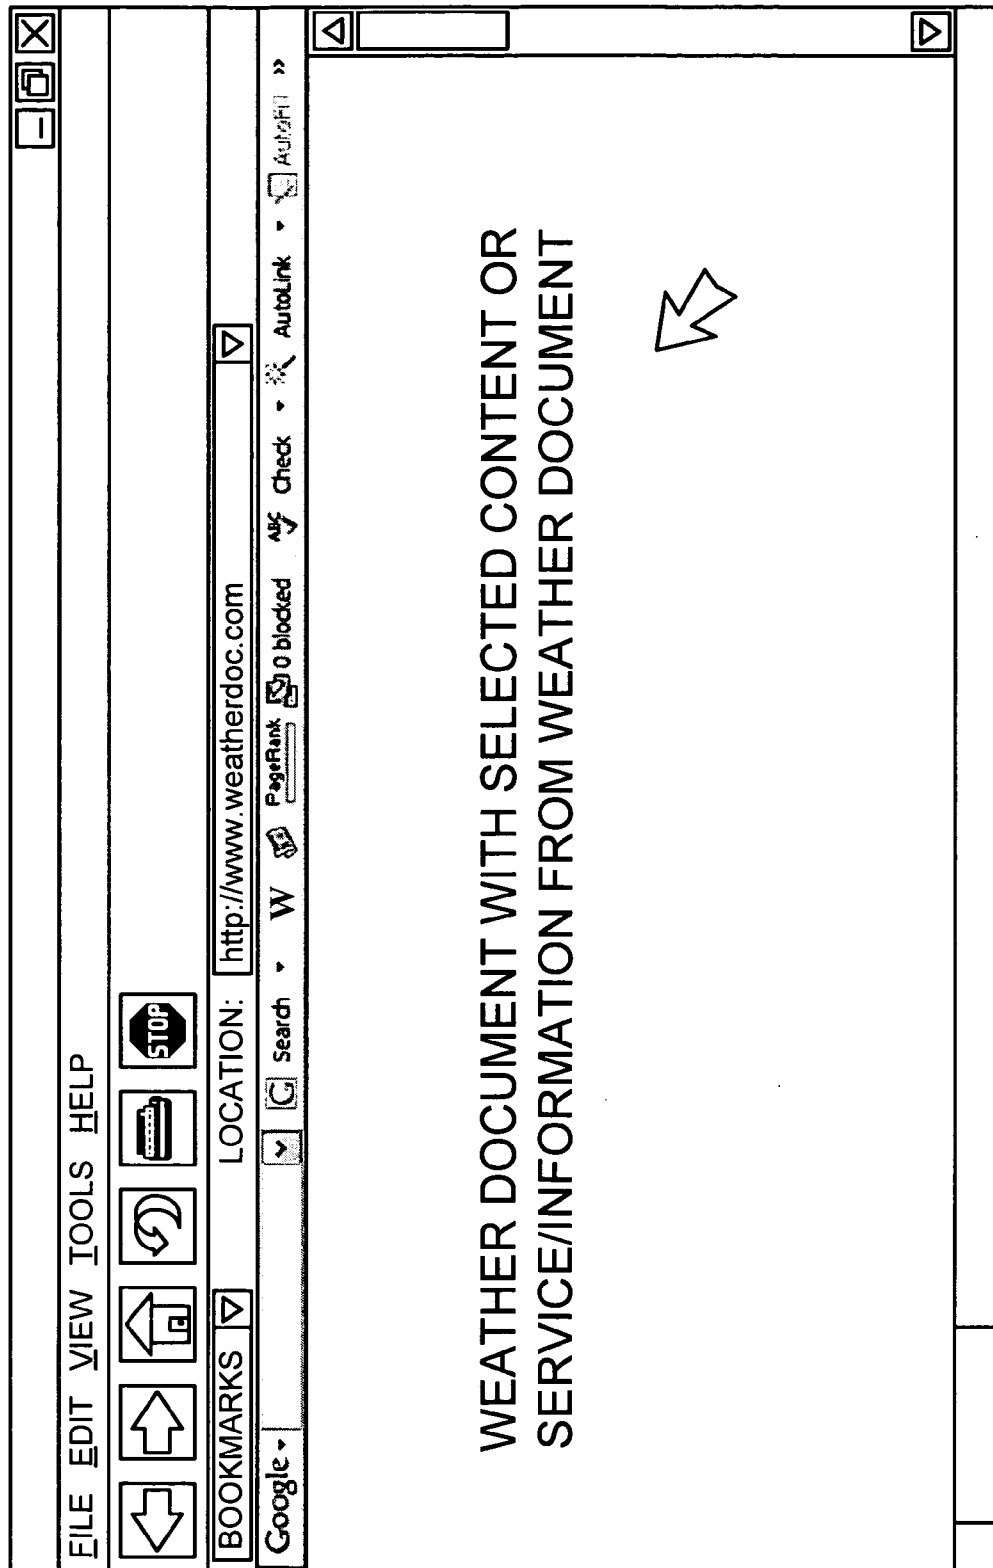 FILE EDIT VIEW TOOLS HELP
STOP
BOOKMARKS LOCATION: http://www.weatherdoc.com
Google G Search W PageRank 0 blocked ABC Check AutoLink AutoFill »
WEATHER DOCUMENT WITH SELECTED CONTENT OR
SERVICE/INFORMATION FROM WEATHER DOCUMENT